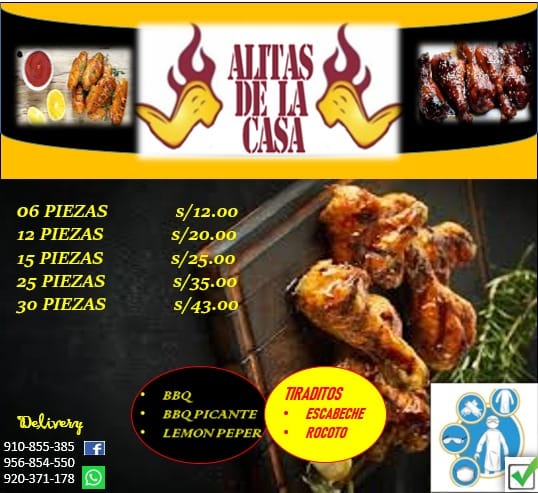 ALITAS
DE LA
CASA
06 PIEZAS s/12.00
12 PIEZAS s/20.00
15 PIEZAS s/25.00
25 PIEZAS s/35.00
30 PIEZAS s/43.00
• BBQ
• BBQ PICANTE
• LEMON PEPER
TIRADITOS
• ESCABECHE
• ROCOTO
Delivery
910-855-385
956-854-550
920-371-178